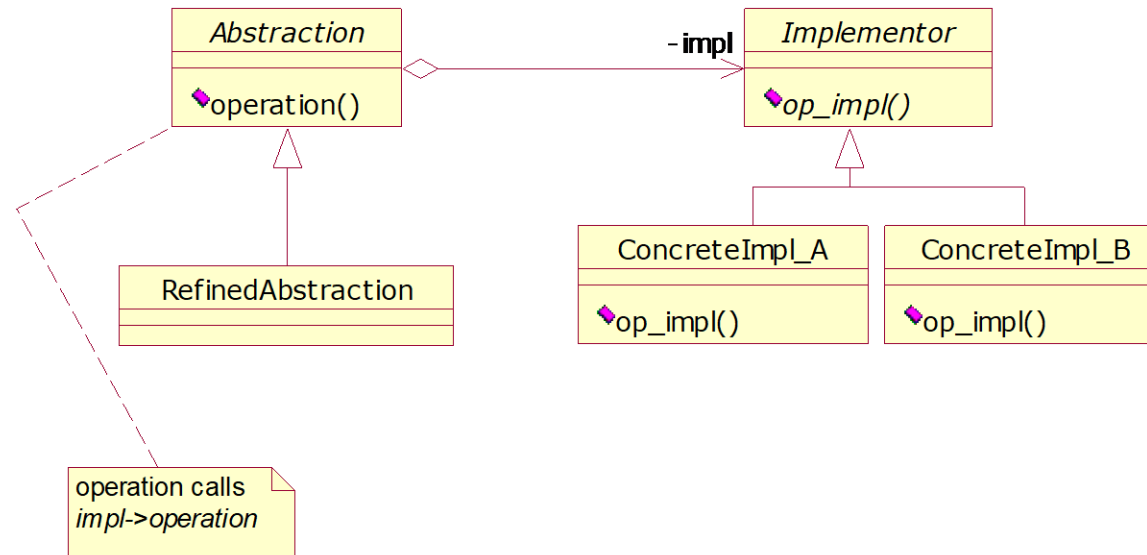 Abstraction
operation()
-impl
Implementor
op_impl()
RefinedAbstraction
ConcreteImpl_A
op_impl()
ConcreteImpl_B
op_impl()
operation calls
impl->operation